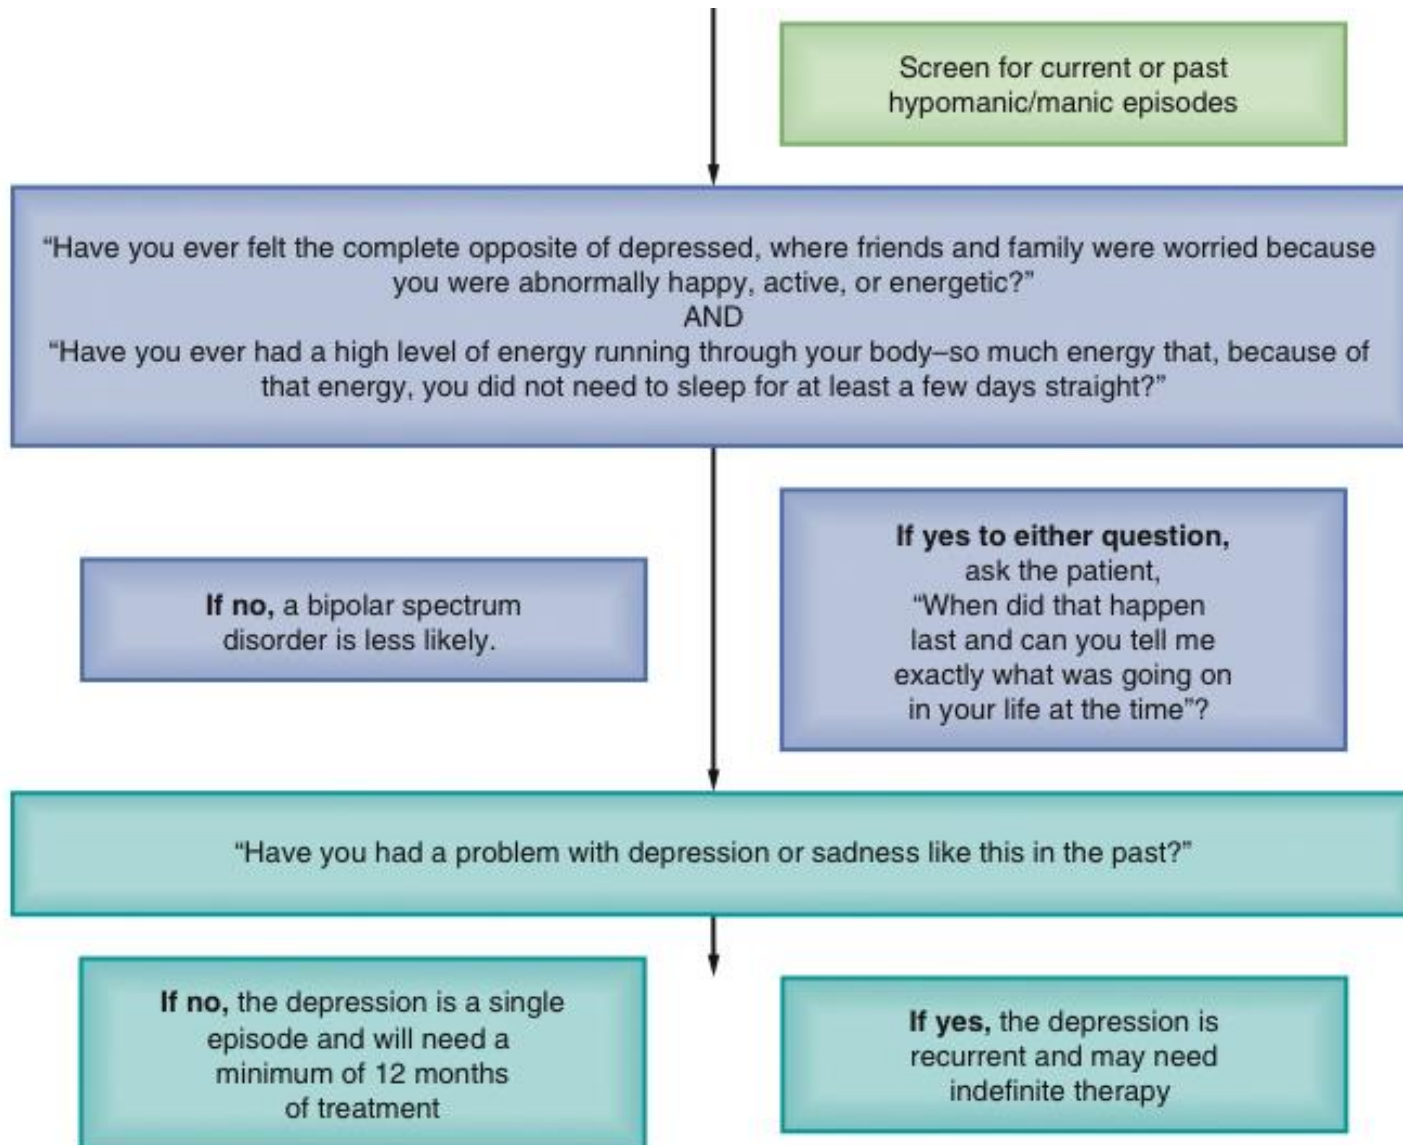 Screen for current or past
hypomanic/manic episodes
“Have you ever felt the complete opposite of depressed, where friends and family were worried because
you were abnormally happy, active, or energetic?”
AND
“Have you ever had a high level of energy running through your body–so much energy that, because of
that energy, you did not need to sleep for at least a few days straight?”
If no, a bipolar spectrum
disorder is less likely.
If yes to either question,
ask the patient,
“When did that happen
last and can you tell me
exactly what was going on
in your life at the time”?
“Have you had a problem with depression or sadness like this in the past?”
If no, the depression is a single
episode and will need a
minimum of 12 months
of treatment
If yes, the depression is
recurrent and may need
indefinite therapy